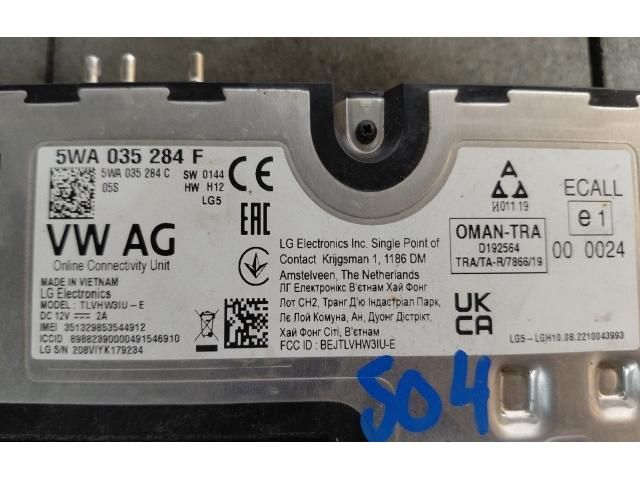 5WA 035 284 F
5WA 035 284 C
05S
SW 0144
HW H12
LG5
CE
VW AG
Online Connectivity Unit
MADE IN VIETNAM
LG Electronics
MODEL: TLVHW3IU-E
DC 12V 2A
IMEI 351329853544912
ICCID 89882390000491546910
LG S/N 208VIYK179234
EAC
LG Electronics Inc. Single Point of
Contact Krijgsman 1, 1186 DM
Amstelveen, The Netherlands
ЛГ Електронікс В'єтнам Хай Фонг
Лот СН2, Транг Д'ю Індастріал Парк,
Лє Лой Комуна, Ан, Дуонг Дістрікт,
Хай Фонг Сіті, В'єтнам
FCC ID: BEJTLVHW3IU-E
И011 19
ECALL
e1
00 0024
OMAN-TRA
D192564
TRA/TA-R/7866/19
UK
CA
LG5-LGH10.08.2210043993
504